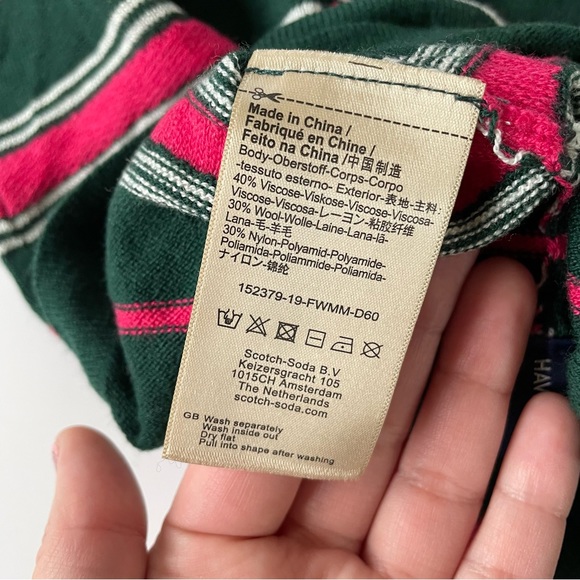 Made in China/
Fabriqué en Chine/
Feito na China/中国制造
Body-Oberstoff-Corps-Corpo
-tessuto esterno- Exterior-表地-主料:
40% Viscose-Viskose-Viscose-Viscosa-
Viscose-Viscosa-レーヨン-粘胶纤维
30% Wool-Wolle-Laine-Lana-lã-
Lana-毛-羊毛
30% Nylon-Polyamid-Polyamide-
Poliamida-Poliammide-Poliamida-
ナイロン-锦纶
152379-19-FWMM-D60
Scotch-Soda B.V
Keizersgracht 105
1015CH Amsterdam
The Netherlands
scotch-soda.com
GB Wash separately
Wash inside out
Dry flat
Pull into shape after washing
HAV